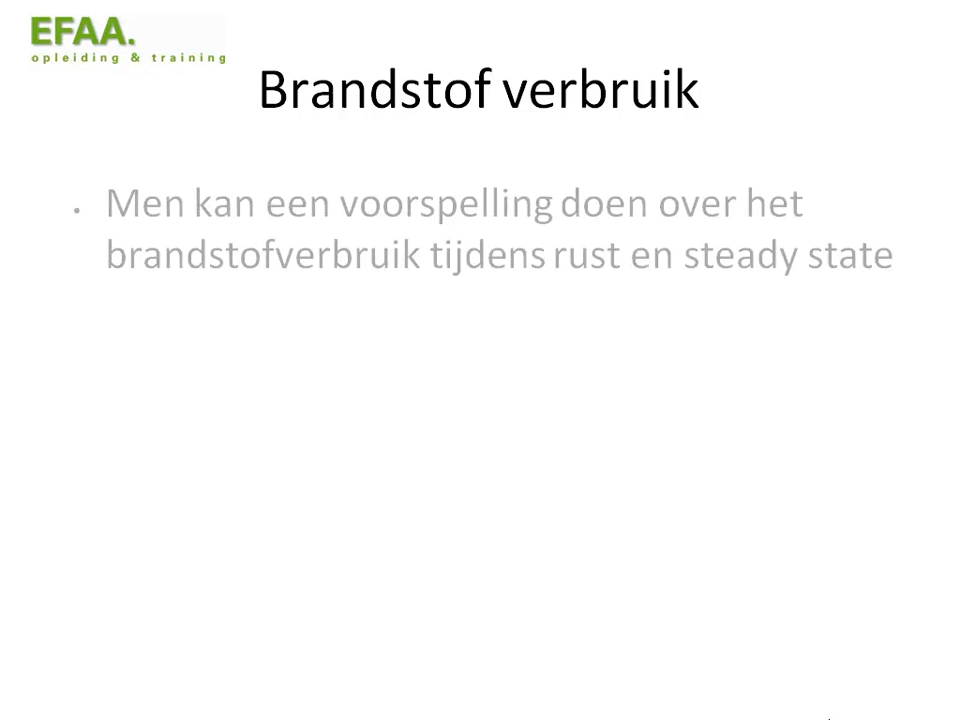 EFAA.
opleiding & training
Brandstof verbruik
• Men kan een voorspelling doen over het
brandstofverbruik tijdens rust en steady state